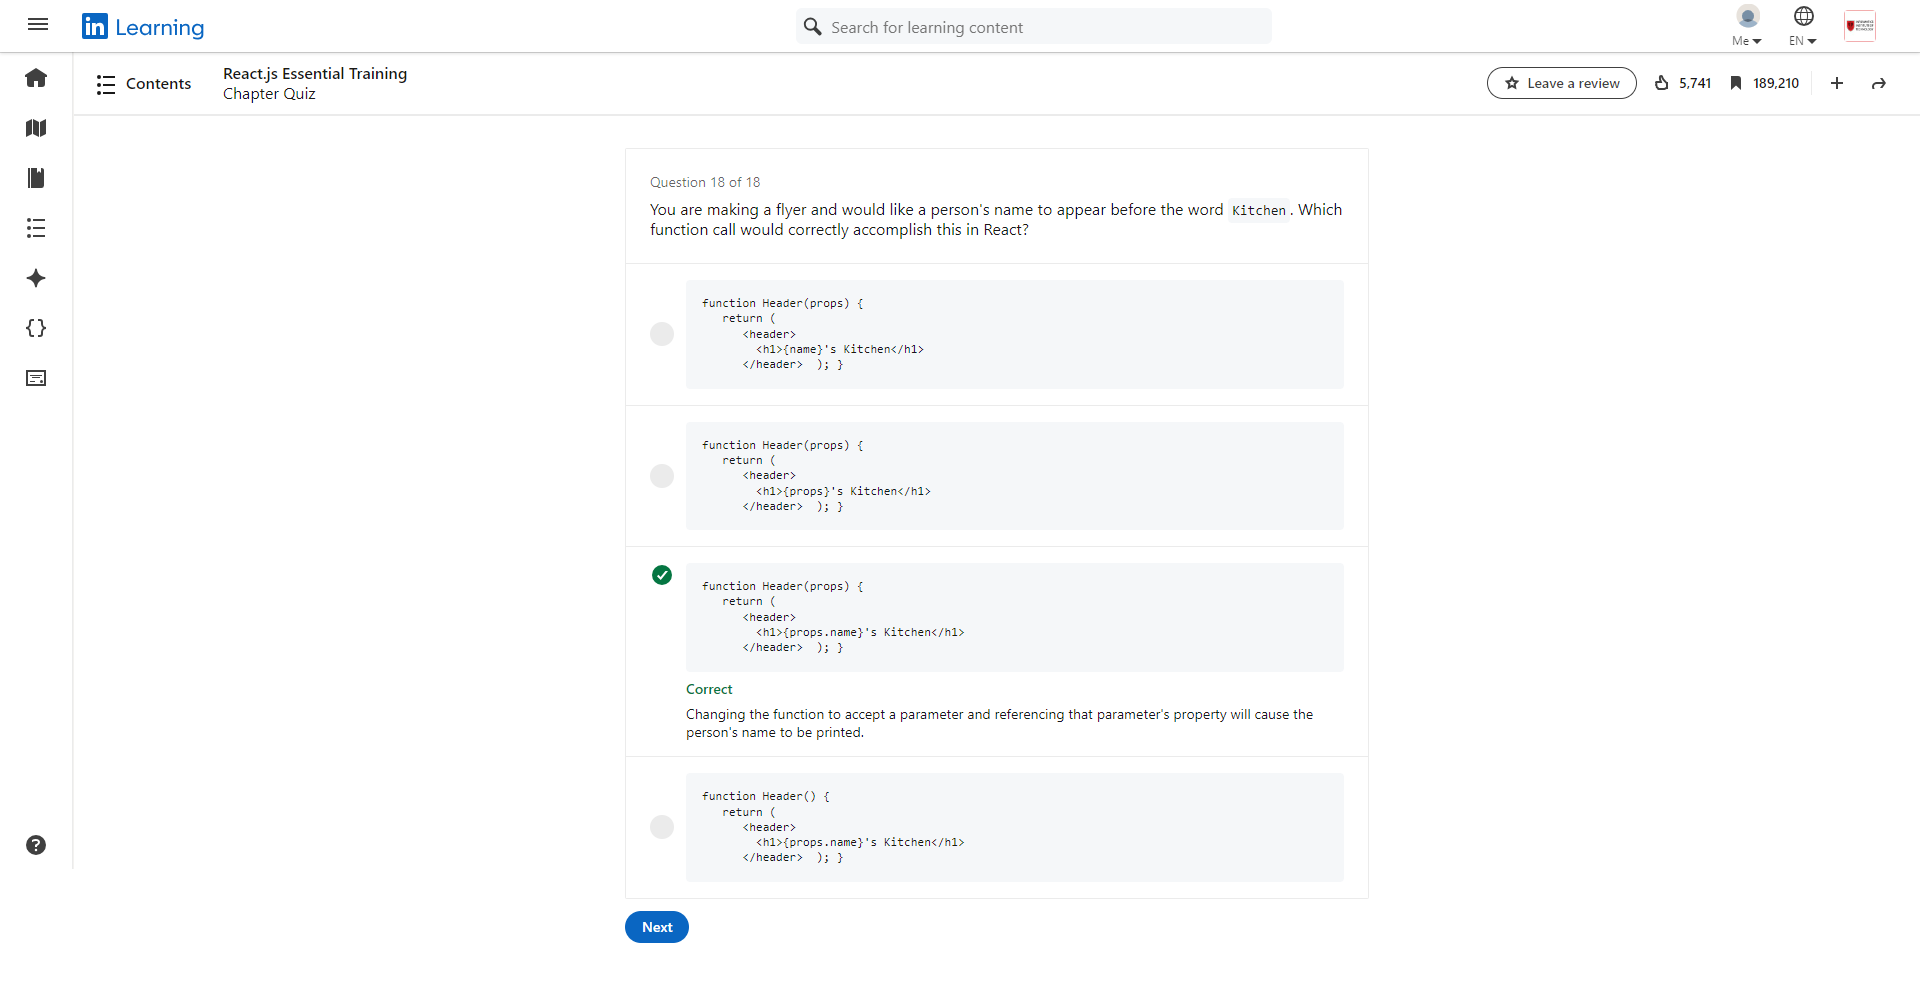 in Learning
Search for learning content
Me
EN
Contents
React.js Essential Training
Chapter Quiz
Leave a review
5,741
189,210
Question 18 of 18
You are making a flyer and would like a person's name to appear before the word Kitchen. Which
function call would correctly accomplish this in React?
function Header(props) {
return (
<header>
<h1>{name}'s Kitchen</h1>
</header>  ); }
function Header(props) {
return (
<header>
<h1>{props}'s Kitchen</h1>
</header>  ); }
function Header(props) {
return (
<header>
<h1>{props.name}'s Kitchen</h1>
</header>  ); }
Correct
Changing the function to accept a parameter and referencing that parameter's property will cause the
person's name to be printed.
function Header() {
return (
<header>
<h1>{props.name}'s Kitchen</h1>
</header>  ); }
Next